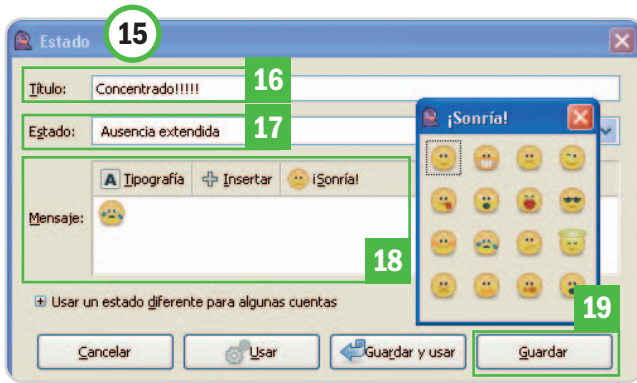 Estado 15
Título: Concentrado!!!!! 16
Estado: Ausencia extendida 17
¡Sonría!
A Tipografía Insertar ¡Sonría!
Mensaje:
18
19
Usar un estado diferente para algunas cuentas
Cancelar Usar Guardar y usar Guardar